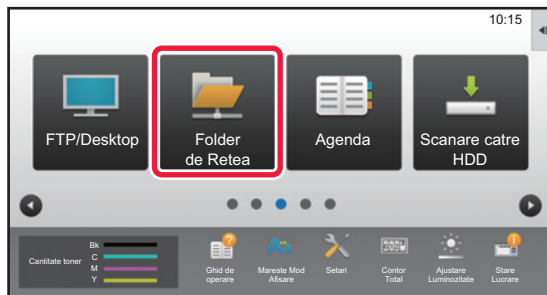 10:15
FTP/Desktop
Folder
de Retea
Agenda
Scanare catre
HDD
Cantitate toner
Bk
C
M
Y
Ghid de
operare
Mareste Mod
Afisare
Setari
Contor
Total
Ajustare
Luminozitate
Stare
Lucrare